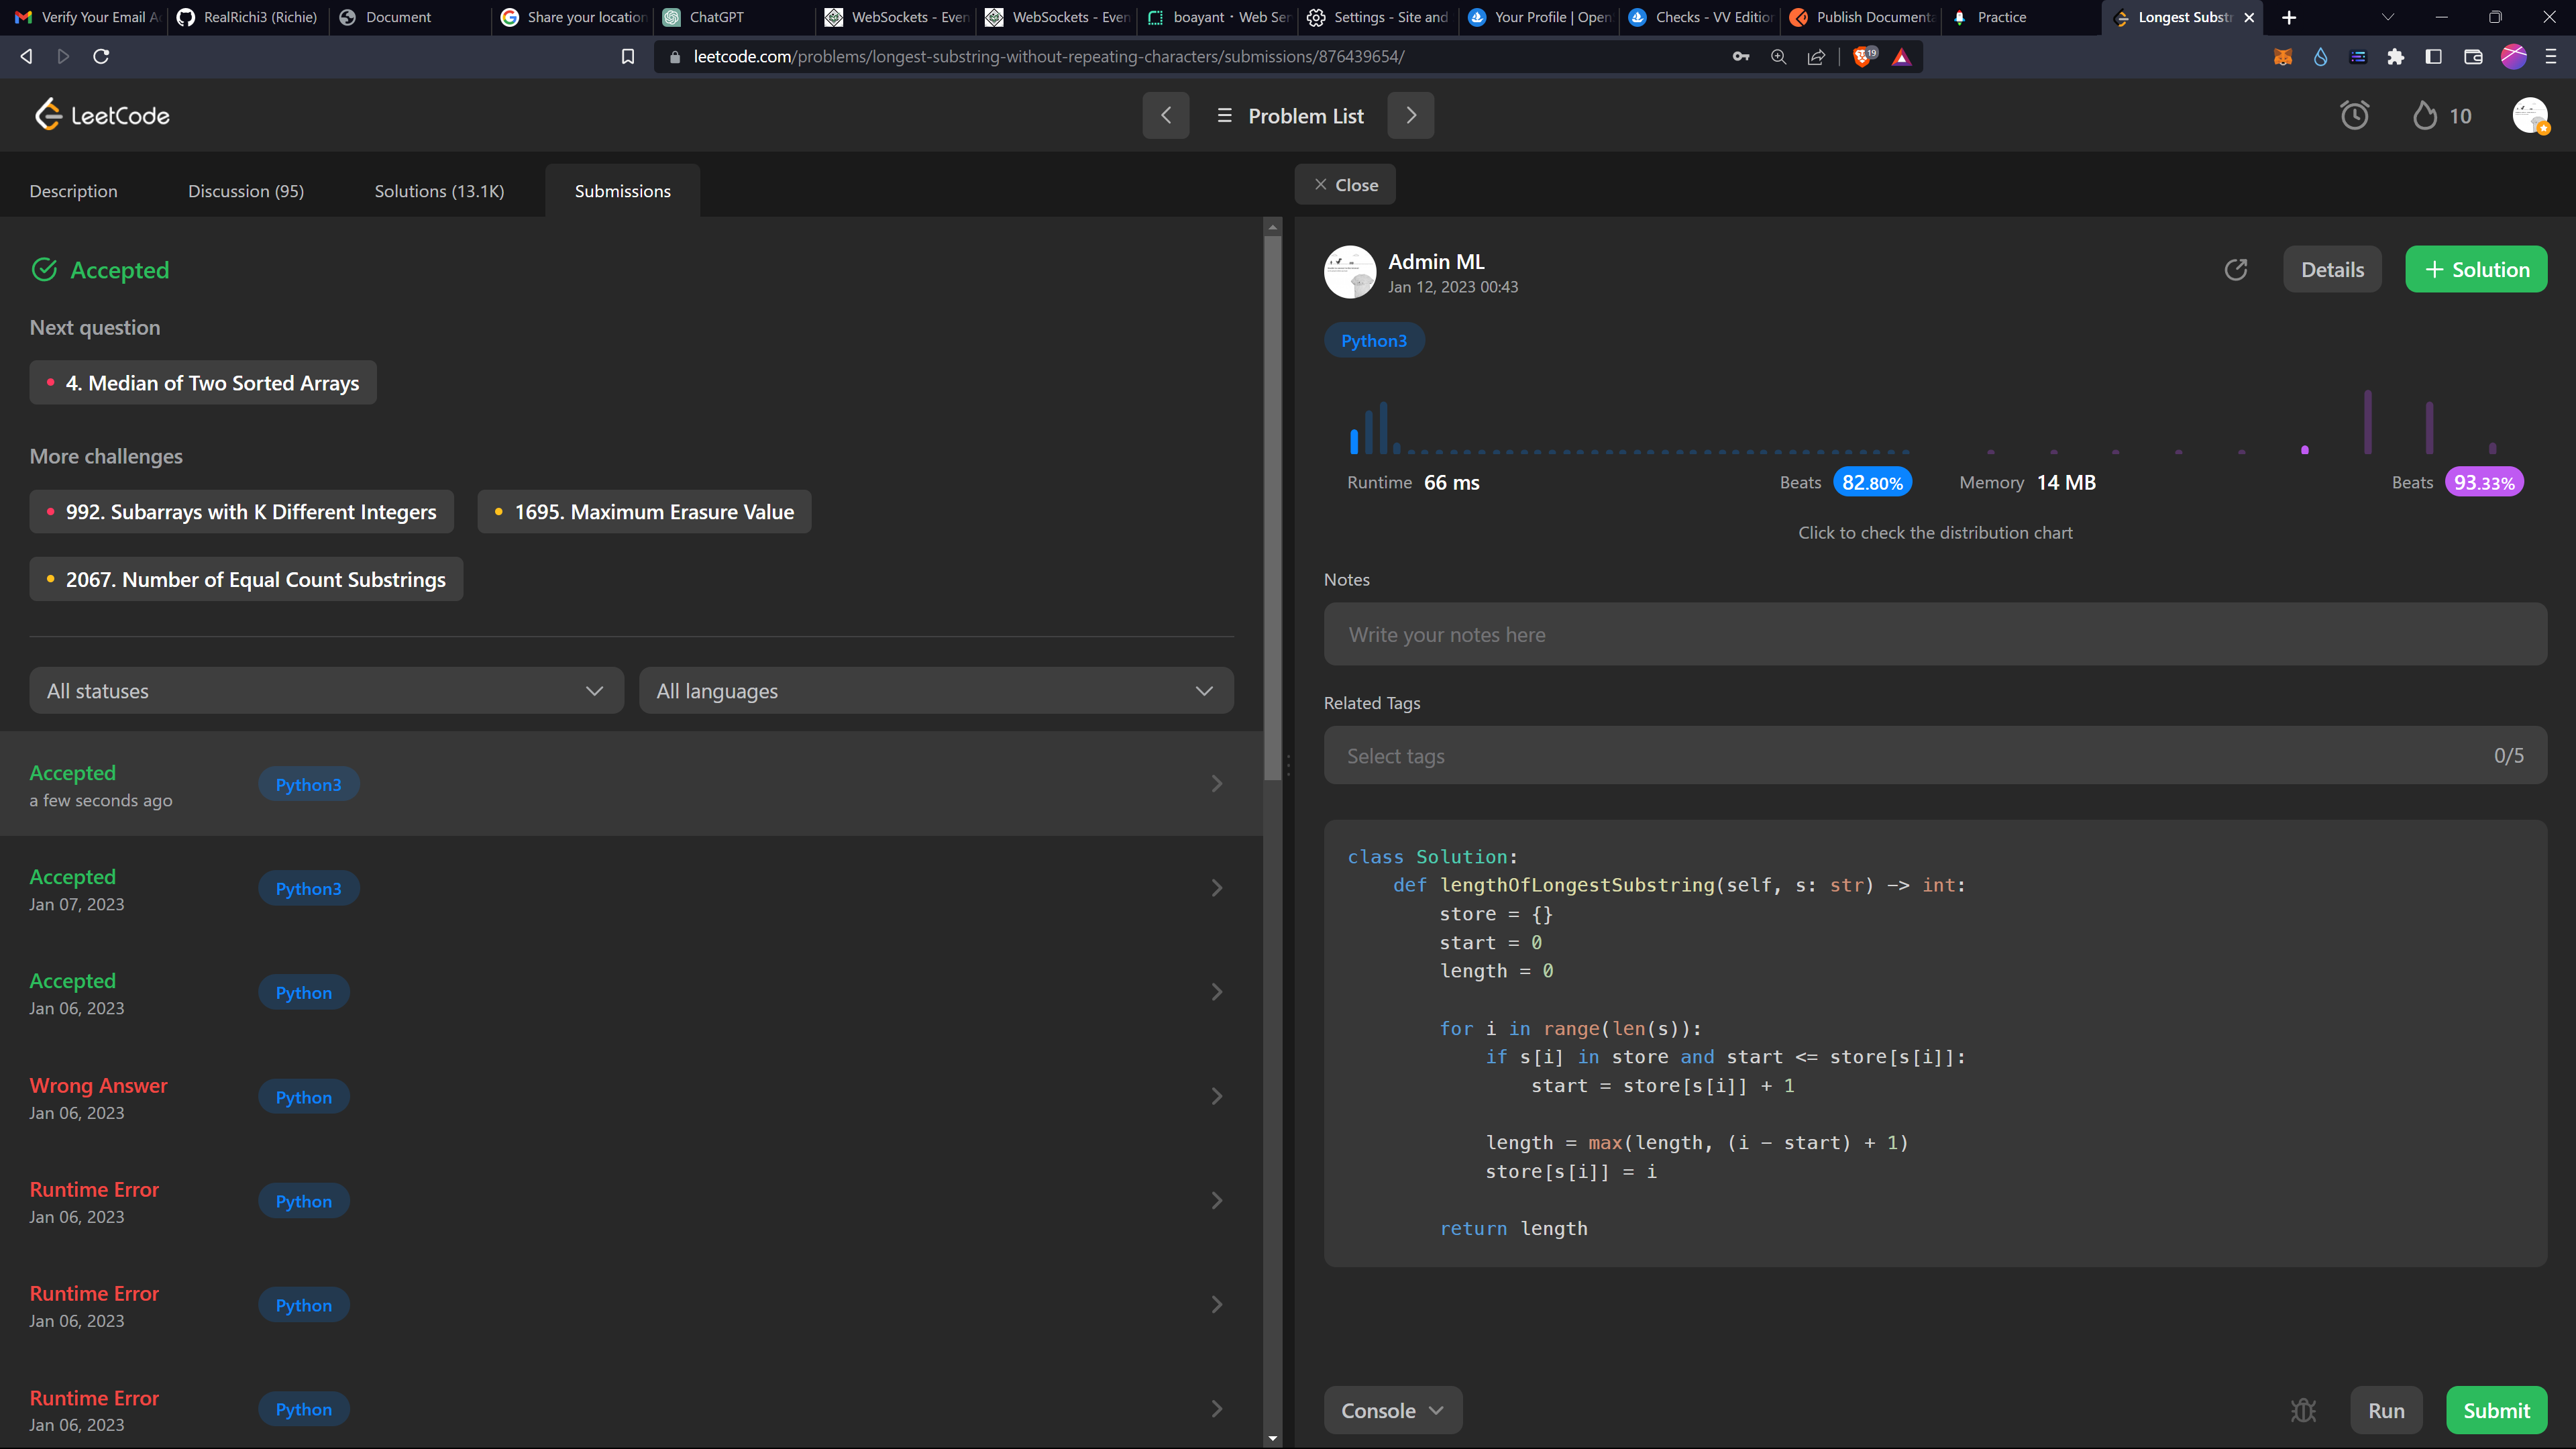 Verify Your Email A
RealRichi3 (Richie)
Document
Share your location
ChatGPT
WebSockets - Even
WebSockets - Even
boayant · Web Ser
Settings - Site and
Your Profile | Open
Checks - VV Edition
Publish Documenta
Practice
Longest Substr
leetcode.com/problems/longest-substring-without-repeating-characters/submissions/876439654/
19
LeetCode
Problem List
10
Description
Discussion (95)
Solutions (13.1K)
Submissions
Close
Accepted
Next question
4. Median of Two Sorted Arrays
More challenges
992. Subarrays with K Different Integers
1695. Maximum Erasure Value
2067. Number of Equal Count Substrings
All statuses
All languages
Accepted
a few seconds ago
Python3
Accepted
Jan 07, 2023
Python3
Accepted
Jan 06, 2023
Python
Wrong Answer
Jan 06, 2023
Python
Runtime Error
Jan 06, 2023
Python
Runtime Error
Jan 06, 2023
Python
Runtime Error
Jan 06, 2023
Python
Admin ML
Jan 12, 2023 00:43
Details
+ Solution
Python3
Runtime 66 ms
Beats 82.80%
Memory 14 MB
Beats 93.33%
Click to check the distribution chart
Notes
Write your notes here
Related Tags
Select tags
0/5
class Solution:
    def lengthOfLongestSubstring(self, s: str) -> int:
        store = {}
        start = 0
        length = 0
        for i in range(len(s)):
            if s[i] in store and start <= store[s[i]]:
                start = store[s[i]] + 1
            length = max(length, (i - start) + 1)
            store[s[i]] = i
        return length
Console
Run
Submit